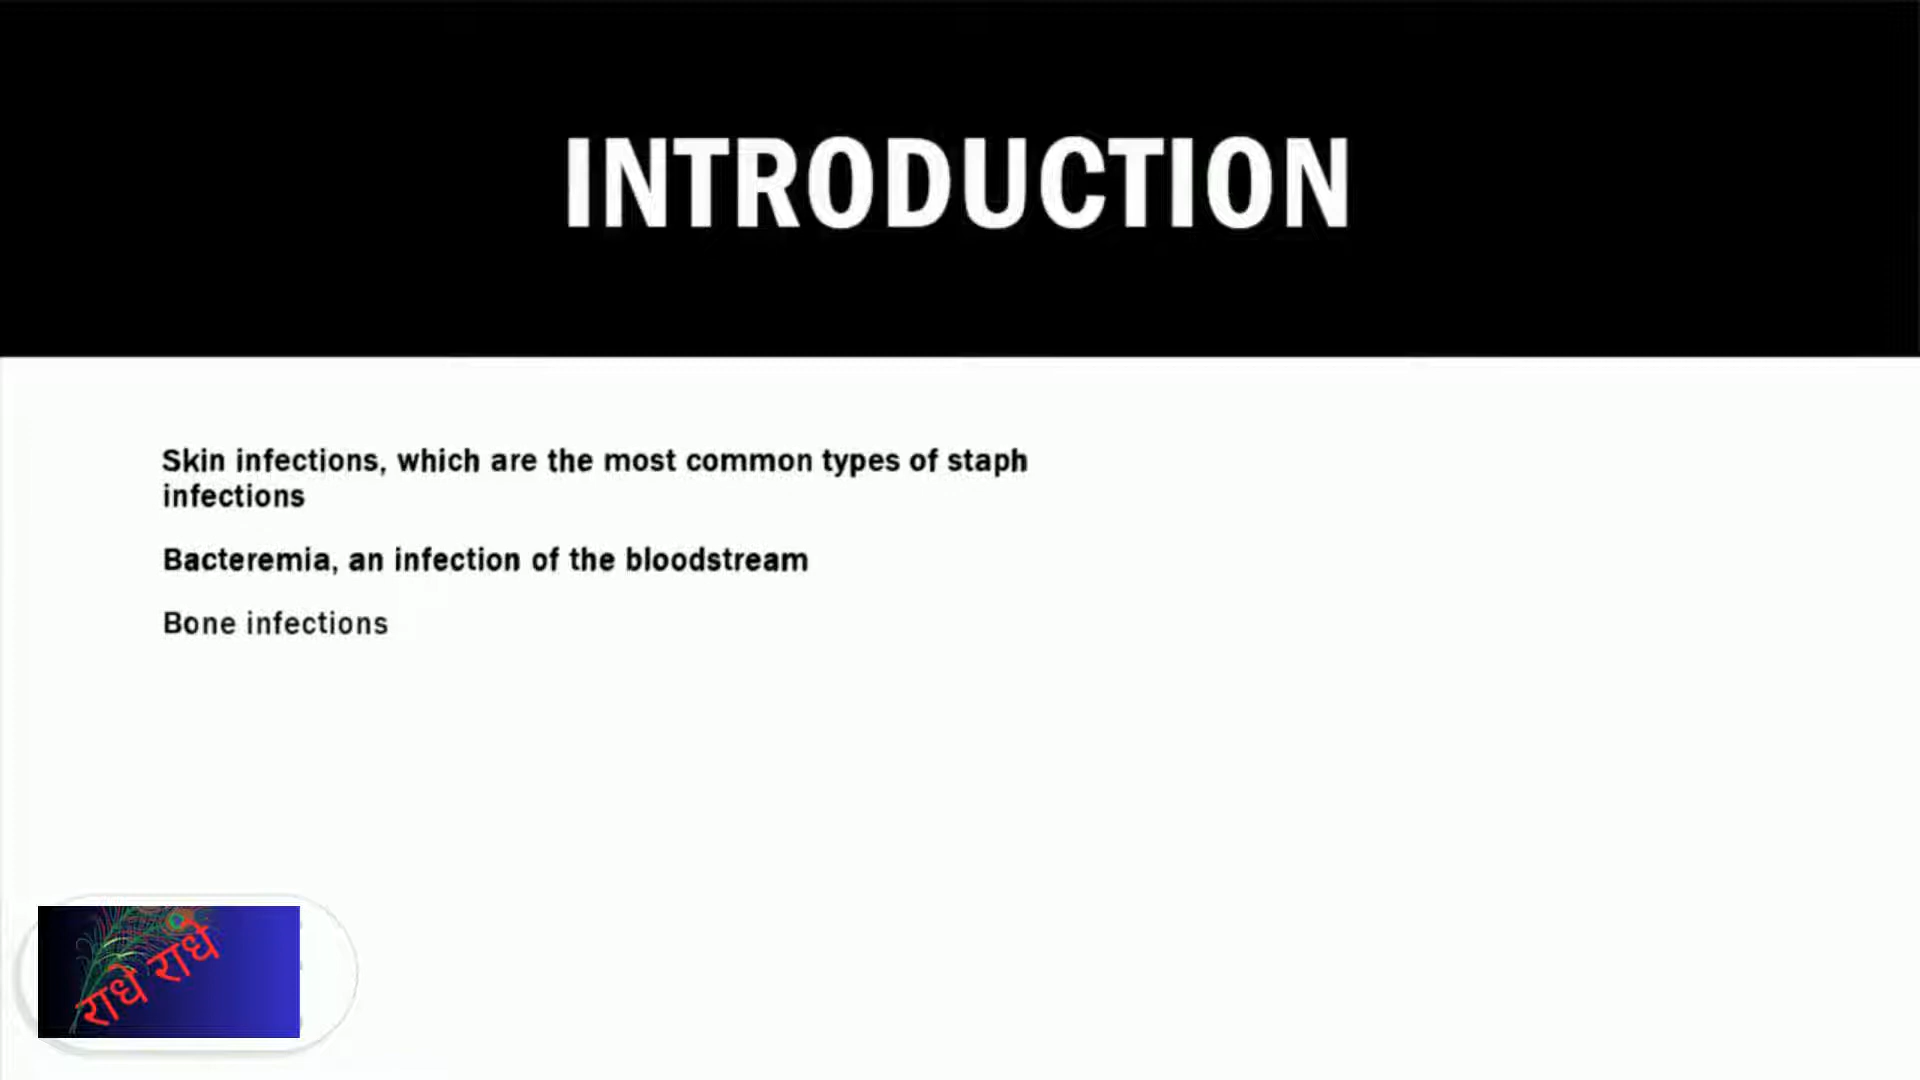 INTRODUCTION
Skin infections, which are the most common types of staph
infections
Bacteremia, an infection of the bloodstream
Bone infections
राधे राधे